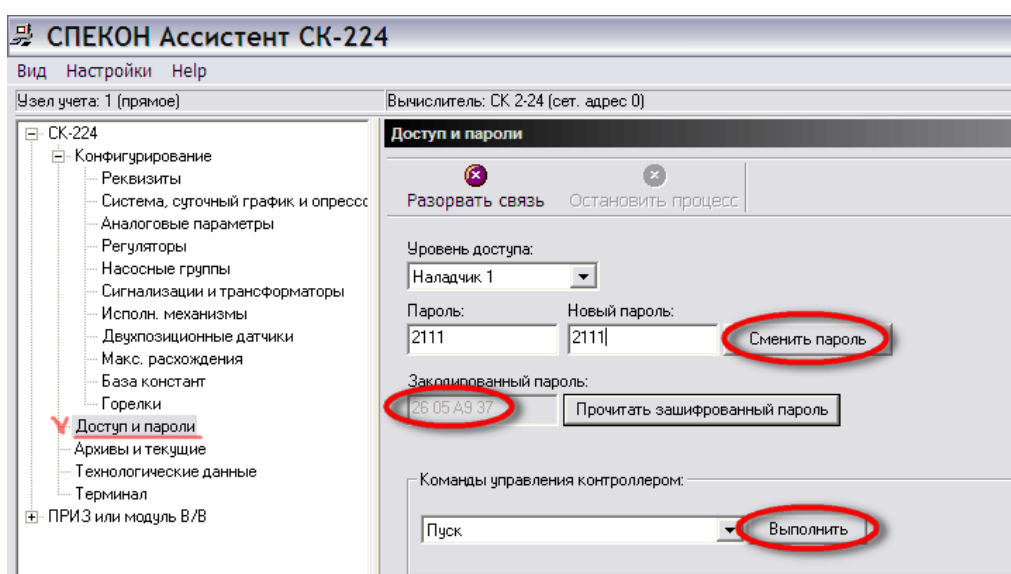 СПЕКОН Ассистент СК-224
Вид Настройки Help
Узел учета: 1 (прямое) Вычислитель: СК 2-24 (сет. адрес 0)
СК-224
Конфигурирование
Реквизиты
Система, суточный график и опрессс
Аналоговые параметры
Регуляторы
Насосные группы
Сигнализации и трансформаторы
Исполн. механизмы
Двухпозиционные датчики
Макс. расхождения
База констант
Горелки
Доступ и пароли
Архивы и текущие
Технологические данные
Терминал
ПРИЗ или модуль В/В
Доступ и пароли
Разорвать связь Остановить процесс
Уровень доступа:
Наладчик 1
Пароль: Новый пароль:
2111 2111 Сменить пароль
Закодированный пароль:
26 05 A9 37 Прочитать зашифрованный пароль
Команды управления контроллером:
Пуск Выполнить